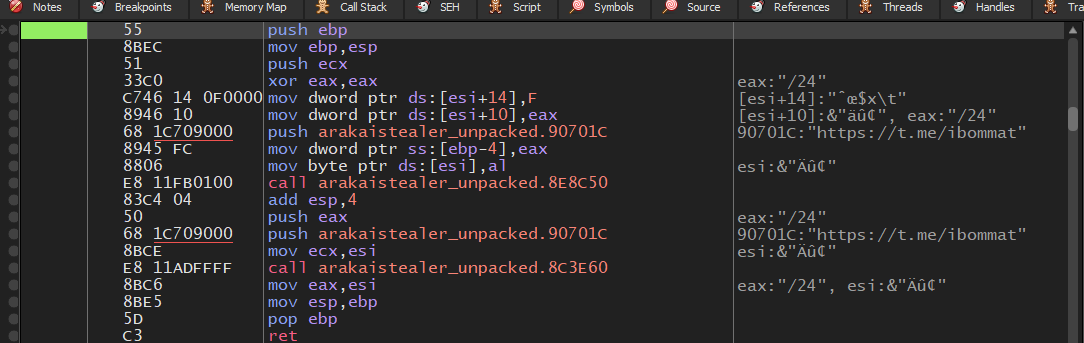 Notes Breakpoints Memory Map Call Stack SEH Script Symbols Source References Threads Handles Tra
55 push ebp
8BEC mov ebp,esp
51 push ecx
33C0 xor eax,eax eax:"/24"
C746 14 0F0000 mov dword ptr ds:[esi+14],F [esi+14]:"ˆœ$x\t"
8946 10 mov dword ptr ds:[esi+10],eax [esi+10]:&"äû¢", eax:"/24"
68 1C709000 push arakaistealer_unpacked.90701C 90701C:"https://t.me/ibommat"
8945 FC mov dword ptr ss:[ebp-4],eax
8806 mov byte ptr ds:[esi],al esi:&"Äû¢"
E8 11FB0100 call arakaistealer_unpacked.8E8C50
83C4 04 add esp,4
50 push eax eax:"/24"
68 1C709000 push arakaistealer_unpacked.90701C 90701C:"https://t.me/ibommat"
8BCE mov ecx,esi esi:&"Äû¢"
E8 11ADFFFF call arakaistealer_unpacked.8C3E60
8BC6 mov eax,esi eax:"/24", esi:&"Äû¢"
8BE5 mov esp,ebp
5D pop ebp
C3 ret